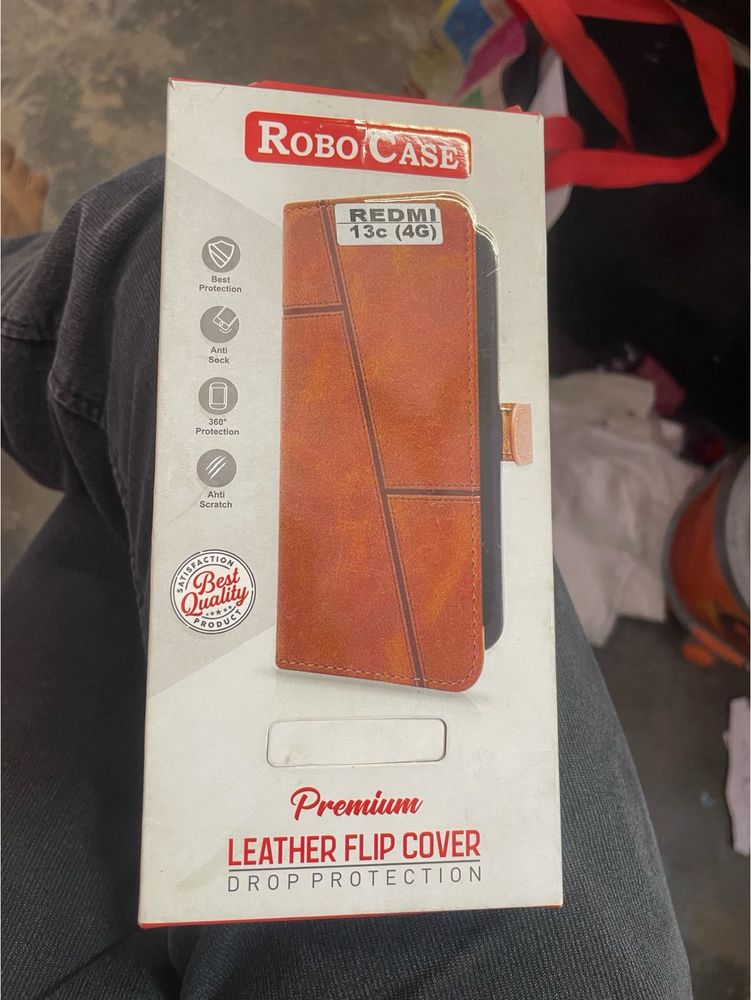 ROBO CASE
REDMI
13c (4G)
Best
Protection
Anti
Sock
360°
Protection
Anti
Scratch
SATISFACTION
Best
Quality
PRODUCT
Premium
LEATHER FLIP COVER
DROP PROTECTION